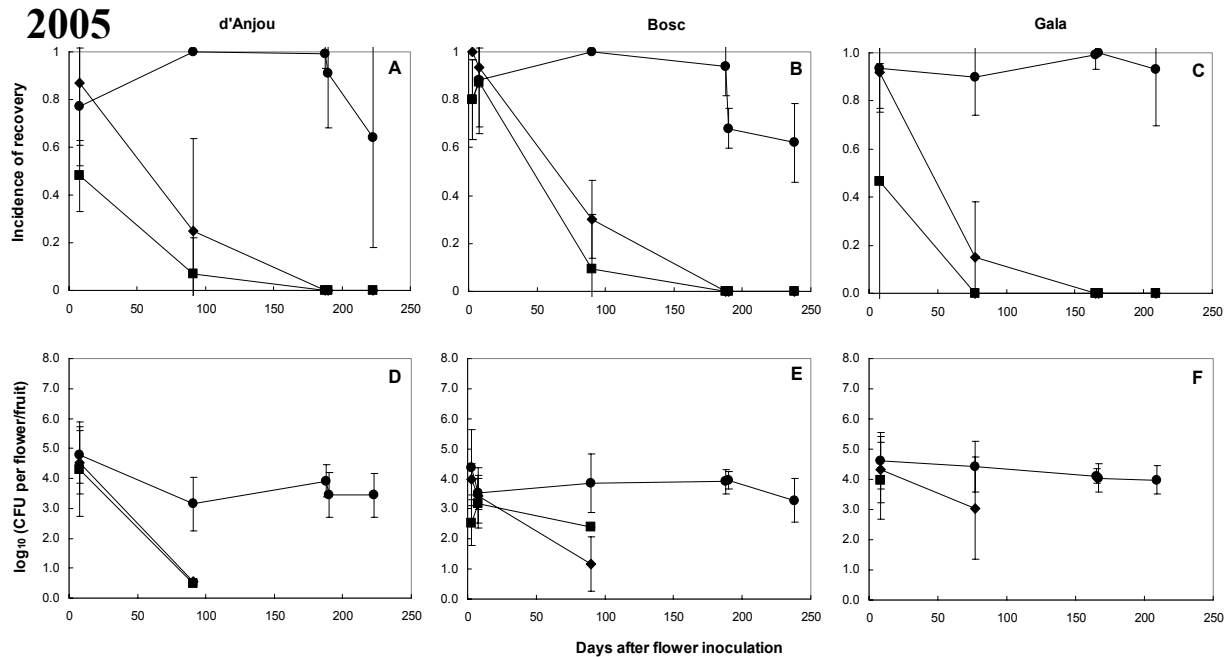 2005
d'Anjou
Bosc
Gala
Incidence of recovery
1
0.8
0.6
0.4
0.2
0
A
0 50 100 150 200 250
1
0.8
0.6
0.4
0.2
0
B
0 50 100 150 200 250
1.0
0.8
0.6
0.4
0.2
0.0
C
0 50 100 150 200 250
log10 (CFU per flower/fruit)
8.0
7.0
6.0
5.0
4.0
3.0
2.0
1.0
0.0
D
0 50 100 150 200 250
8.0
7.0
6.0
5.0
4.0
3.0
2.0
1.0
0.0
E
0 50 100 150 200 250
8.0
7.0
6.0
5.0
4.0
3.0
2.0
1.0
0.0
F
0 50 100 150 200 250
Days after flower inoculation